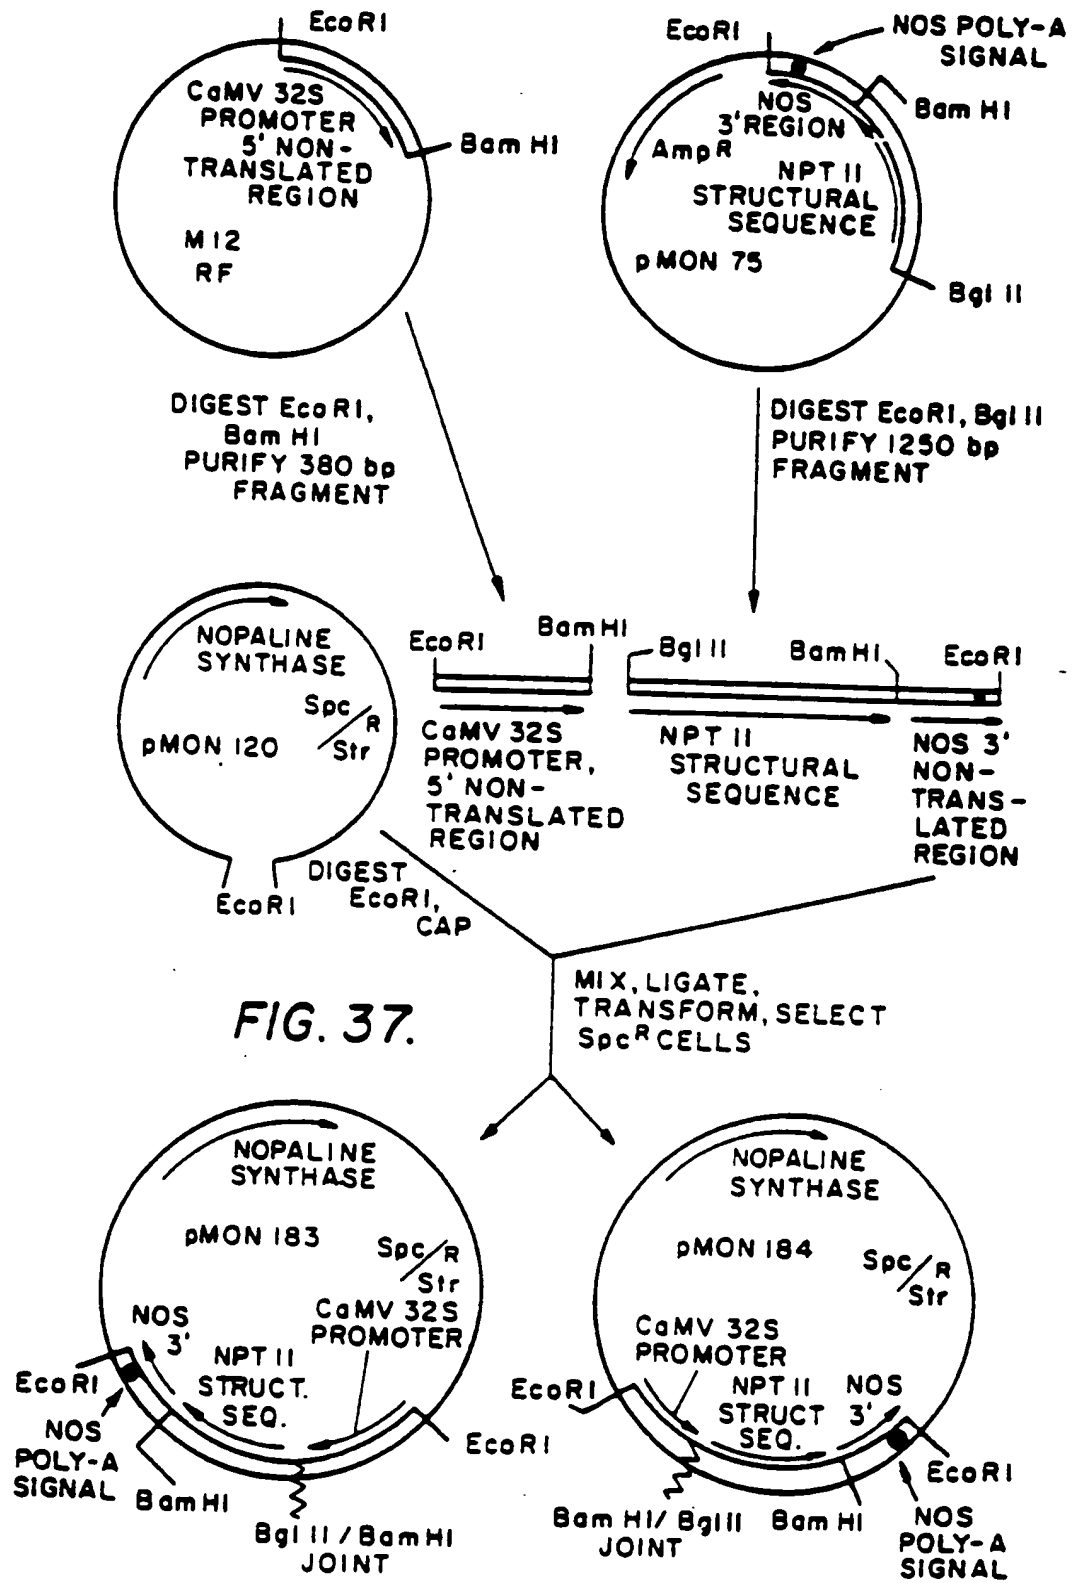 EcoRI
CaMV 32S
PROMOTER
5' NON-
TRANSLATED
REGION
BamHI
M12
RF
EcoRI
NOS POLY-A
SIGNAL
NOS
3' REGION
BamHI
AmpR
NPT II
STRUCTURAL
SEQUENCE
pMON 75
Bgl II
DIGEST EcoRI,
BamHI
PURIFY 380 bp
FRAGMENT
DIGEST EcoRI, Bgl II
PURIFY 1250 bp
FRAGMENT
NOPALINE
SYNTHASE
Spc/R
Str
pMON 120
EcoRI
EcoRI
BamHI
CaMV 32S
PROMOTER,
5' NON-
TRANSLATED
REGION
Bgl II
BamHI
EcoRI
NPT II
STRUCTURAL
SEQUENCE
NOS 3'
NON-
TRANS-
LATED
REGION
DIGEST
EcoRI,
CAP
MIX, LIGATE,
TRANSFORM, SELECT
SpcR CELLS
FIG. 37.
NOPALINE
SYNTHASE
pMON 183
Spc/R
Str
CaMV 32S
PROMOTER
NOS
3'
NPT II
STRUCT.
SEQ.
EcoRI
NOS
POLY-A
SIGNAL
BamHI
Bgl II / BamHI
JOINT
EcoRI
NOPALINE
SYNTHASE
pMON 184
Spc/R
Str
CaMV 32S
PROMOTER
NPT II
STRUCT
SEQ.
NOS
3'
EcoRI
BamHI/BglII
JOINT
BamHI
EcoRI
NOS
POLY-A
SIGNAL